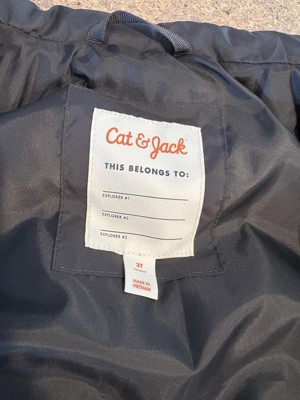 Cat & Jack
THIS BELONGS TO:
EXPLORER #1
EXPLORER #2
EXPLORER #3
3T
MADE IN
VIETNAM